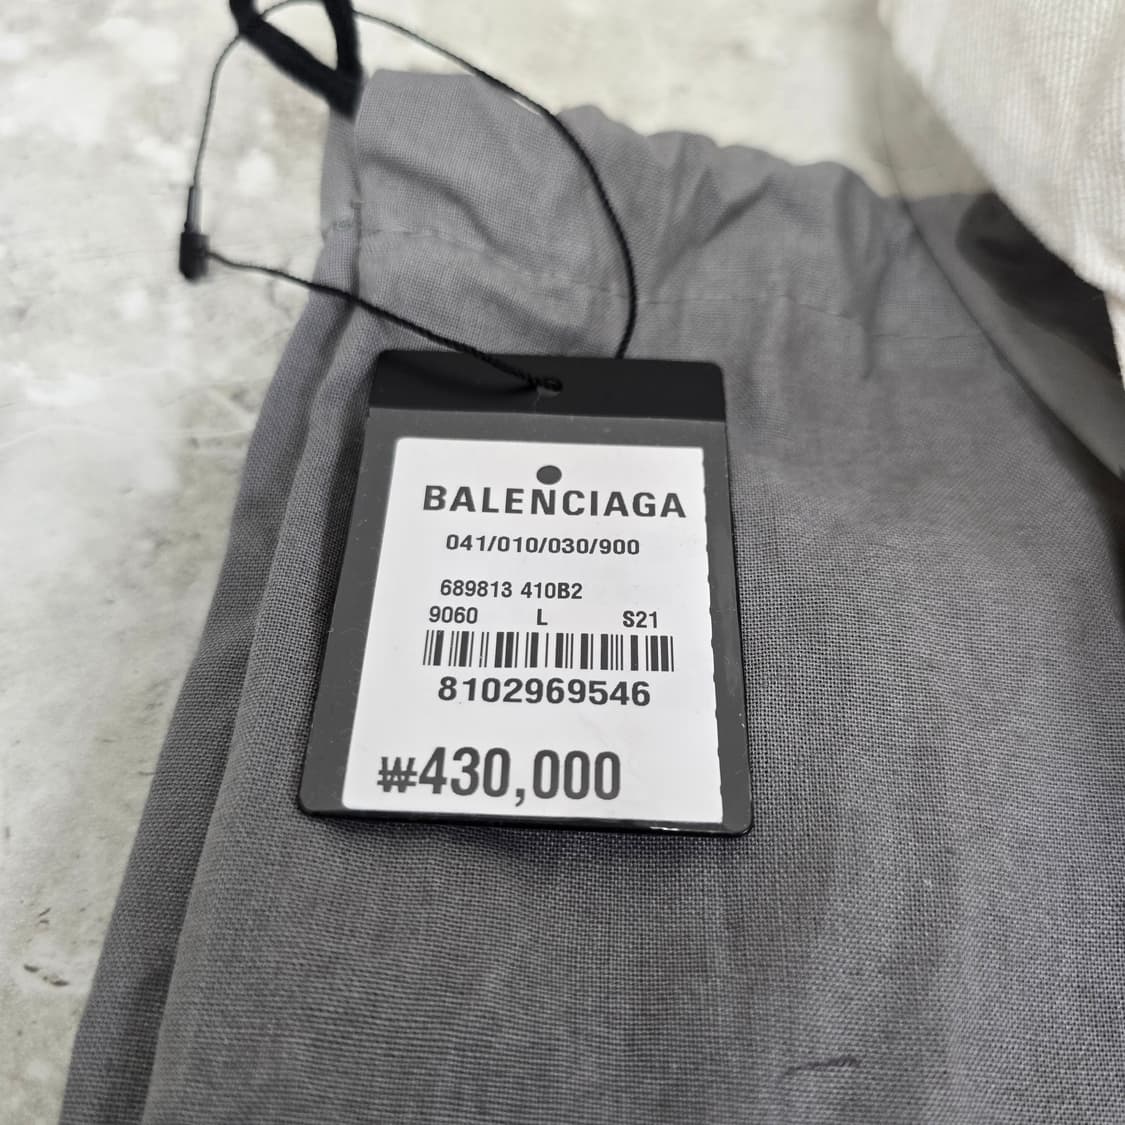 BALENCIAGA
041/010/030/900
689813 410B2
9060 L S21
8102969546
₩430,000